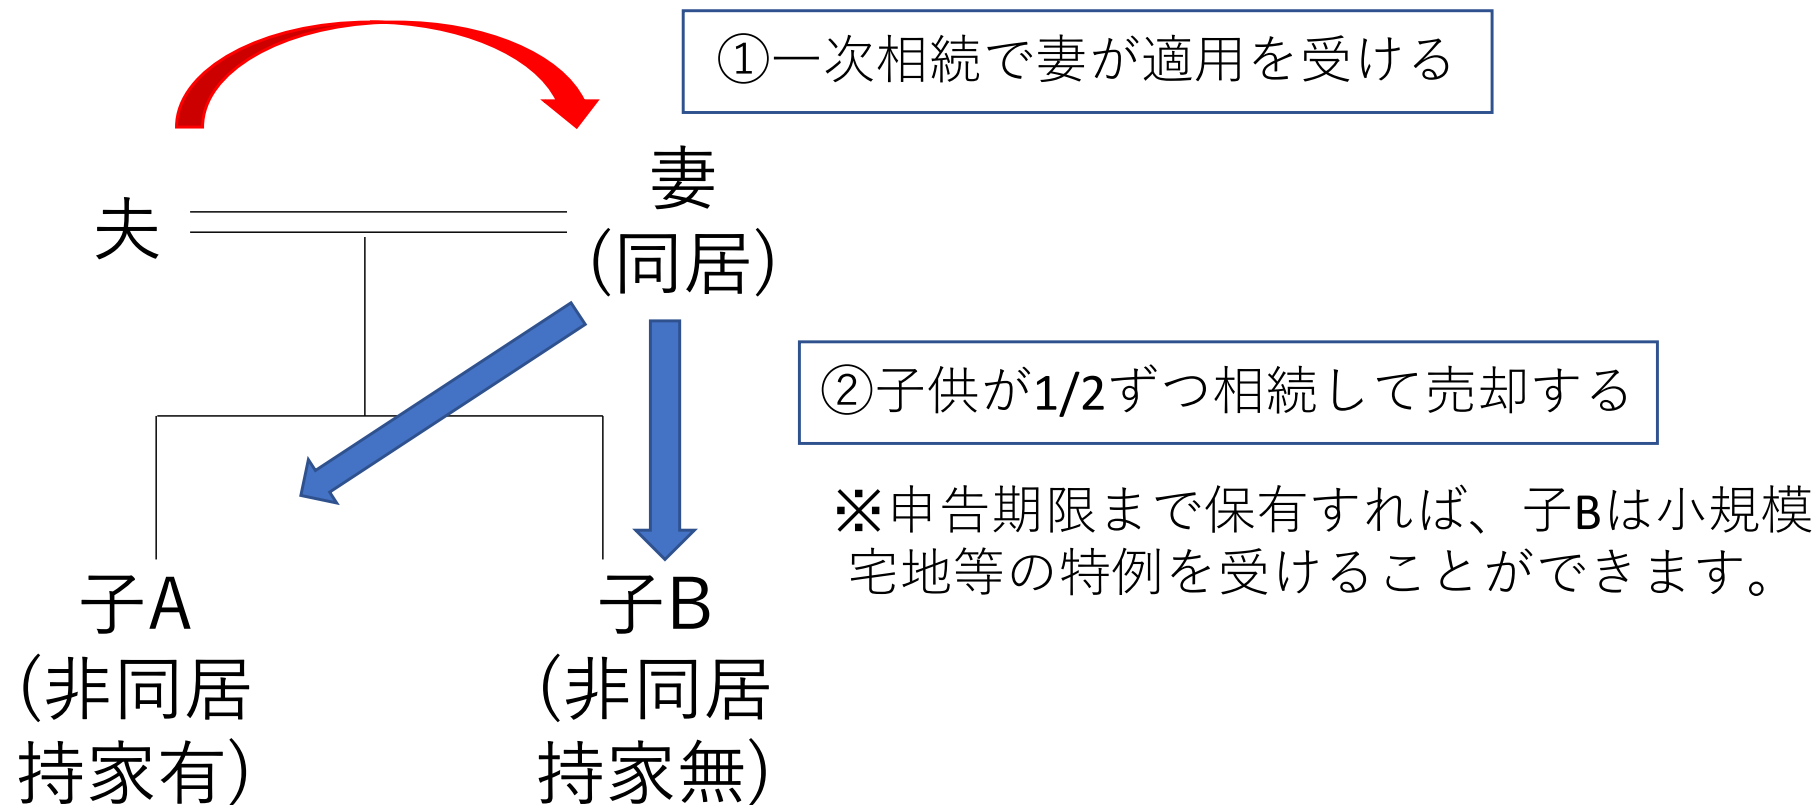 ①一次相続で妻が適用を受ける
夫
妻
(同居)
②子供が1/2ずつ相続して売却する
※申告期限まで保有すれば、子Bは小規模
宅地等の特例を受けることができます。
子A
(非同居
持家有)
子B
(非同居
持家無)